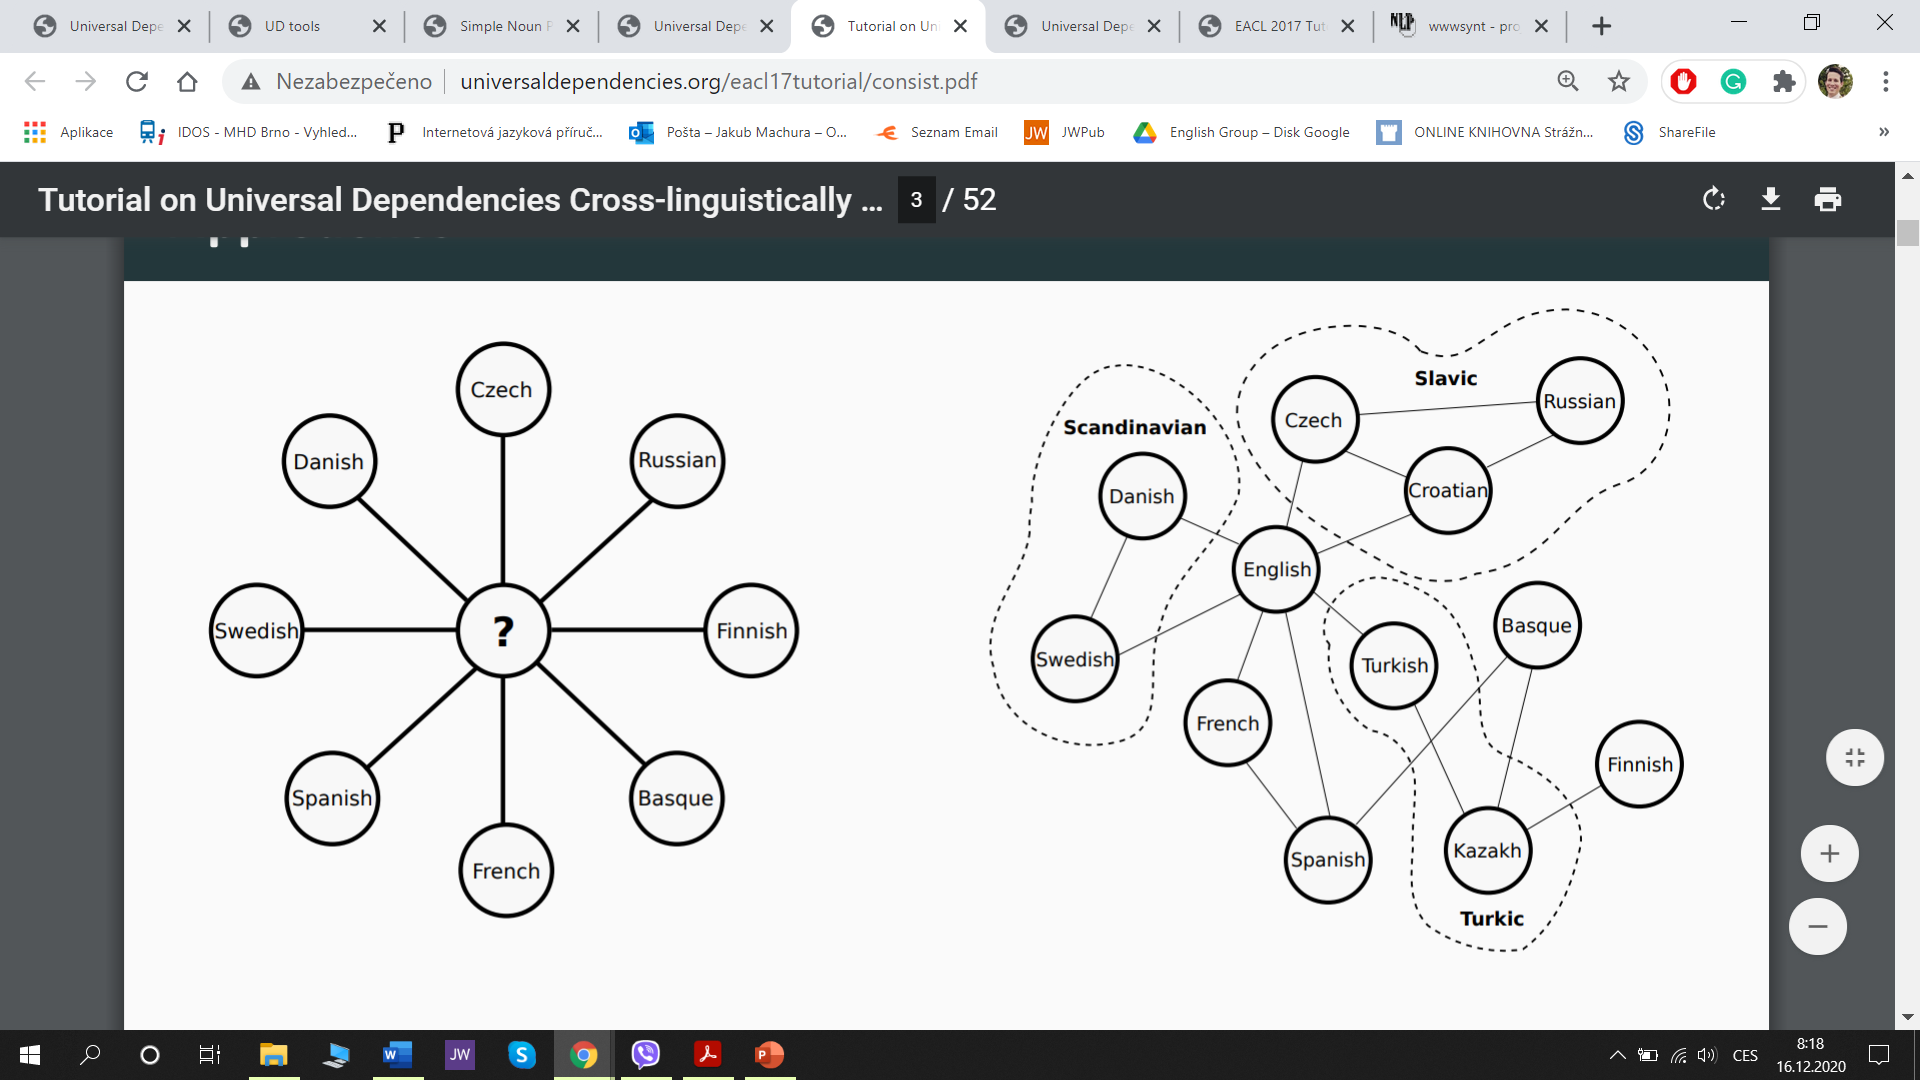 Universal Depe
UD tools
Simple Noun P
Universal Depe
Tutorial on Un
Universal Depe
EACL 2017 Tut
NLP
wwwsynt - pro
Nezabezpečeno
universaldependencies.org/eacl17tutorial/consist.pdf
Aplikace
IDOS - MHD Brno - Vyhled...
Internetová jazyková příruč...
Pošta – Jakub Machura – O...
Seznam Email
JW
JWPub
English Group – Disk Google
ONLINE KNIHOVNA Strážn...
ShareFile
»
Tutorial on Universal Dependencies Cross-linguistically ...
3 / 52
Czech
Danish
Russian
Swedish
?
Finnish
Spanish
Basque
French
Slavic
Russian
Czech
Scandinavian
Croatian
Danish
English
Basque
Swedish
Turkish
French
Finnish
Kazakh
Spanish
Turkic
JW
CES
8:18
16.12.2020